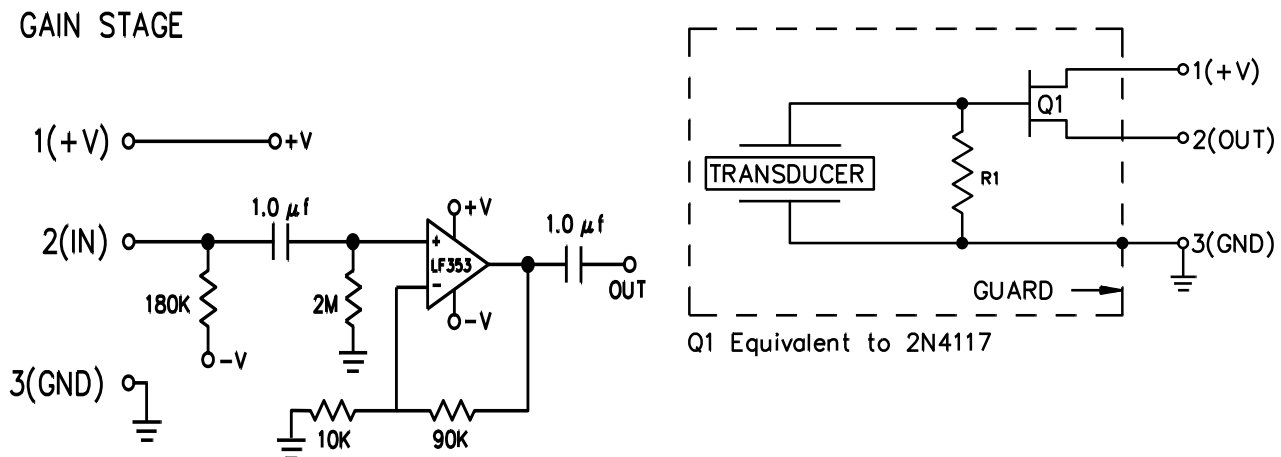 GAIN STAGE
1(+V)
+V
2(IN)
1.0 µf
180K
-V
2M
+V
+
LF353
-
-V
1.0 µf
OUT
3(GND)
10K
90K
TRANSDUCER
R1
Q1
1(+V)
2(OUT)
3(GND)
GUARD
Q1 Equivalent to 2N4117